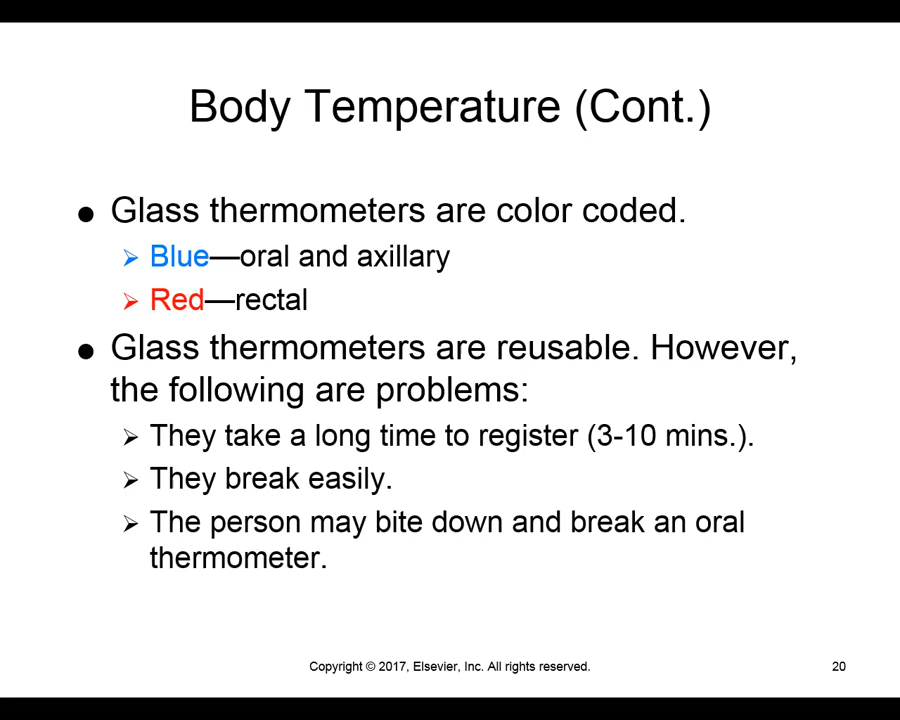 Body Temperature (Cont.)
● Glass thermometers are color coded.
➢ Blue—oral and axillary
➢ Red—rectal
● Glass thermometers are reusable. However,
the following are problems:
➢ They take a long time to register (3-10 mins.).
➢ They break easily.
➢ The person may bite down and break an oral
thermometer.
Copyright © 2017, Elsevier, Inc. All rights reserved.
20